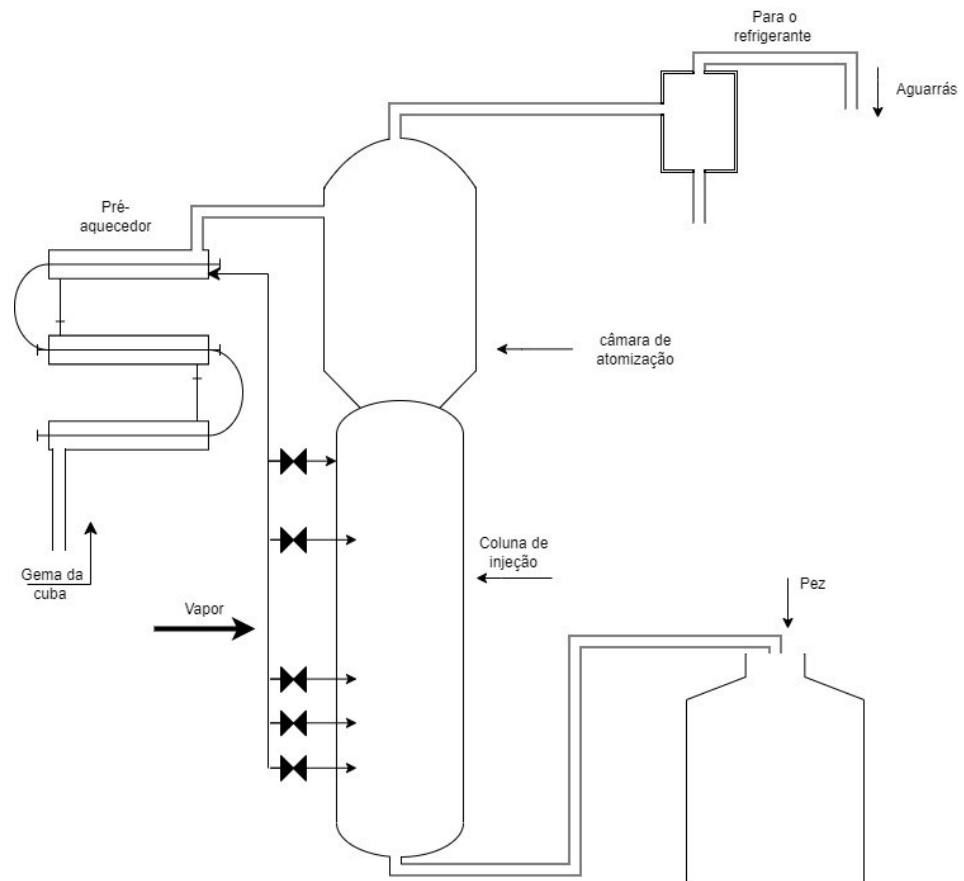 Para o
refrigerante
Aguarrás
Pré-
aquecedor
câmara de
atomização
Coluna de
injeção
Gema da
cuba
Vapor
Pez